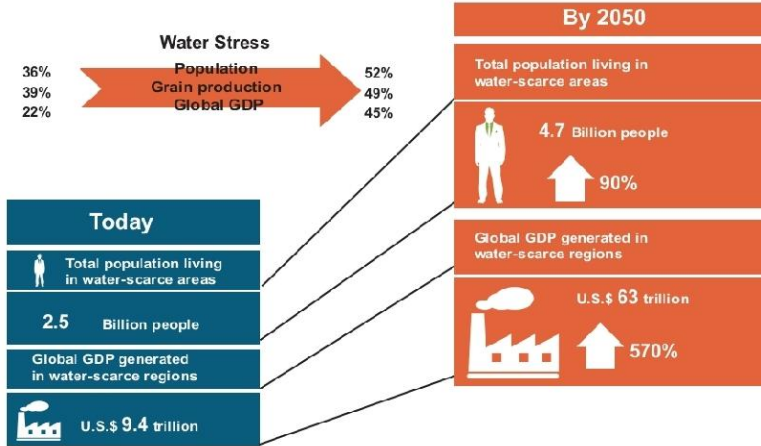 Water Stress
36% Population 52%
39% Grain production 49%
22% Global GDP 45%
Today
Total population living
in water-scarce areas
2.5 Billion people
Global GDP generated
in water-scarce regions
U.S.$ 9.4 trillion
By 2050
Total population living in
water-scarce areas
4.7 Billion people
90%
Global GDP generated in
water-scarce regions
U.S.$ 63 trillion
570%